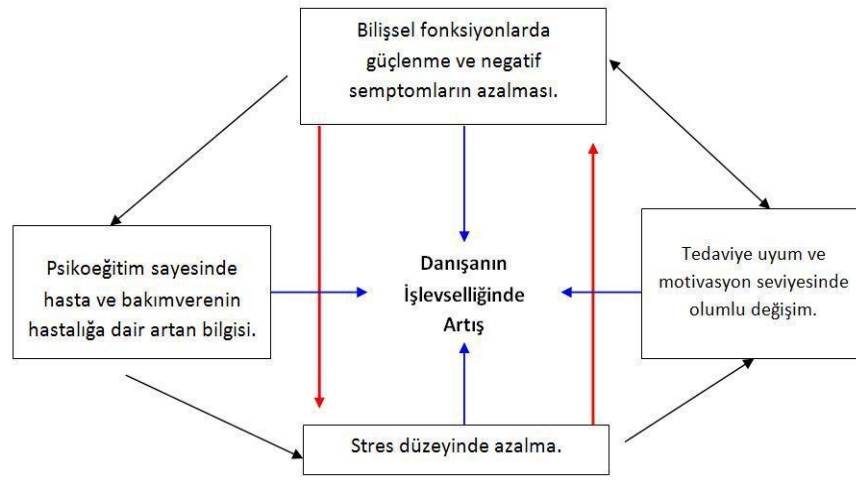 Bilişsel fonksiyonlarda
güçlenme ve negatif
semptomların azalması.
Psikoeğitim sayesinde
hasta ve bakımverenin
hastalığa dair artan bilgisi.
Danışanın
İşlevselliğinde
Artış
Tedaviye uyum ve
motivasyon seviyesinde
olumlu değişim.
Stres düzeyinde azalma.